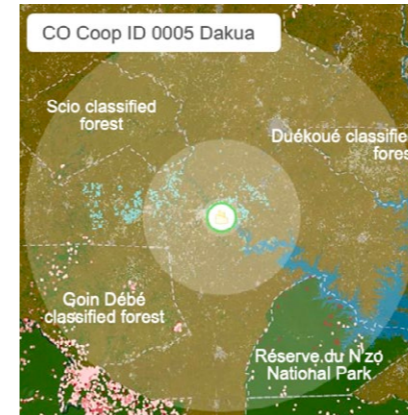 CO Coop ID 0005 Dakua
Scio classified
forest
Duékoué classifie
fores
Goin Débé
classified forest
Réserve du N'zo
National Park